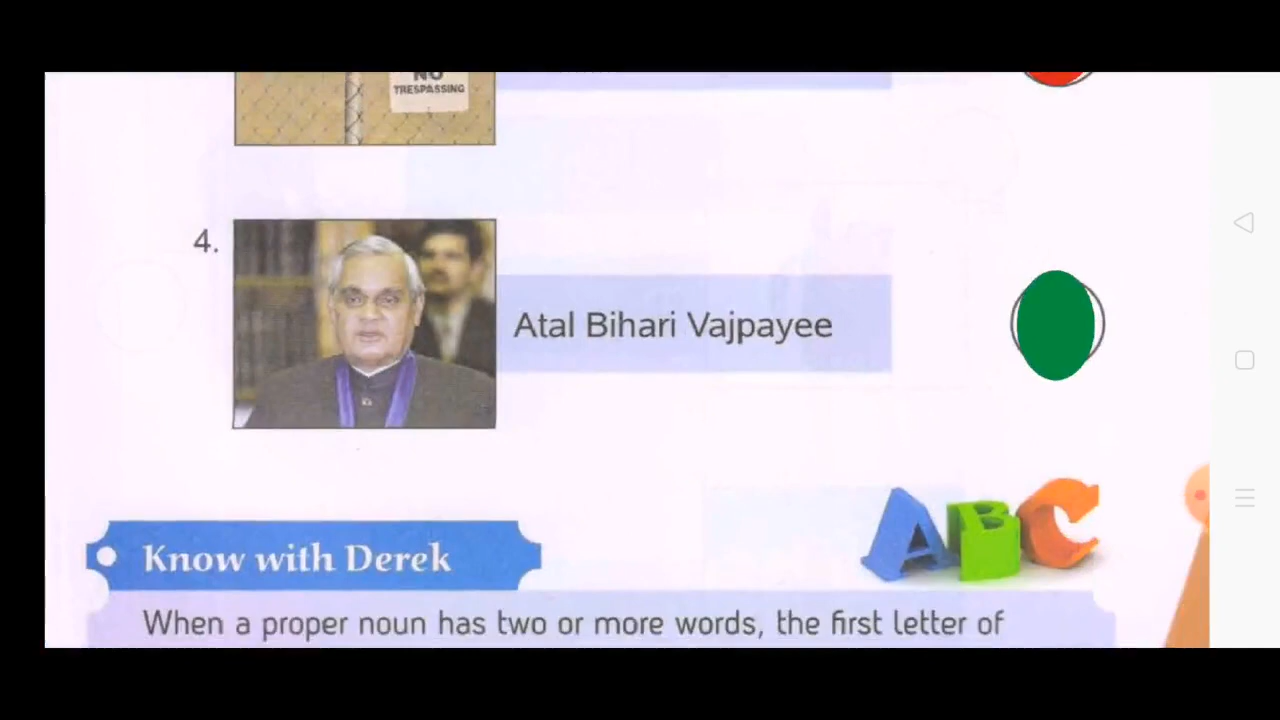 NO
TRESPASSING
4.
Atal Bihari Vajpayee
ABC
Know with Derek
When a proper noun has two or more words, the first letter of